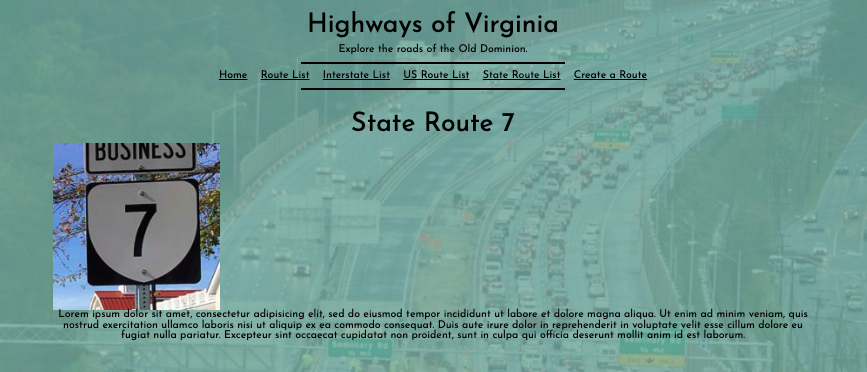 Highways of Virginia
Explore the roads of the Old Dominion.
Home Route List Interstate List US Route List State Route List Create a Route
State Route 7
BUSINESS
7
Lorem ipsum dolor sit amet, consectetur adipisicing elit, sed do eiusmod tempor incididunt ut labore et dolore magna aliqua. Ut enim ad minim veniam, quis
nostrud exercitation ullamco laboris nisi ut aliquip ex ea commodo consequat. Duis aute irure dolor in reprehenderit in voluptate velit esse cillum dolore eu
fugiat nulla pariatur. Excepteur sint occaecat cupidatat non proident, sunt in culpa qui officia deserunt mollit anim id est laborum.
Seminary Rd